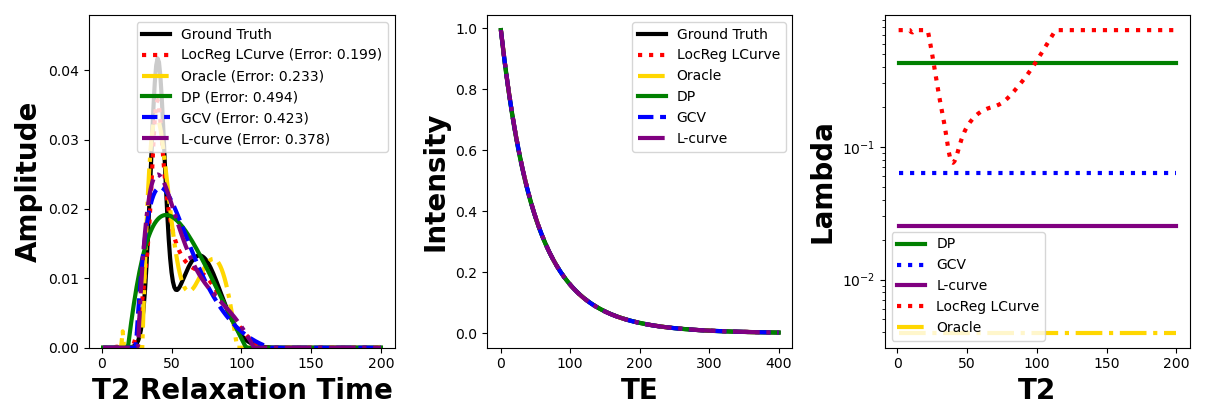 Amplitude
0.04
0.03
0.02
0.01
0.00
0
50
100
150
200
T2 Relaxation Time
Ground Truth
LocReg LCurve (Error: 0.199)
Oracle (Error: 0.233)
DP (Error: 0.494)
GCV (Error: 0.423)
L-curve (Error: 0.378)
Intensity
1.0
0.8
0.6
0.4
0.2
0.0
0
100
200
300
400
TE
Ground Truth
LocReg LCurve
Oracle
DP
GCV
L-curve
Lambda
10⁻¹
10⁻²
0
50
100
150
200
T2
DP
GCV
L-curve
LocReg LCurve
Oracle